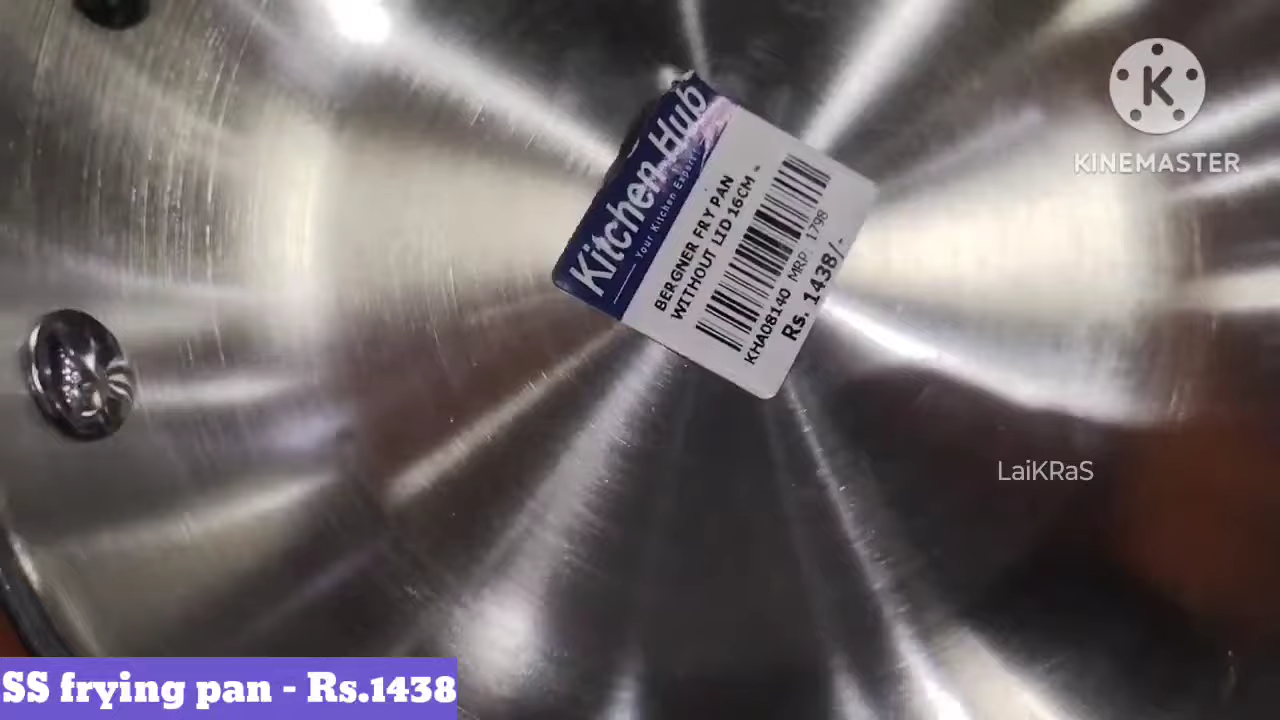 K
KINEMASTER
Kitchen Hub
Your Kitchen Expert!
BERGNER FRY PAN
WITHOUT LID 16CM
KHA08140 MRP: 1798
Rs. 1438/-
LaiKRaS
SS frying pan - Rs.1438